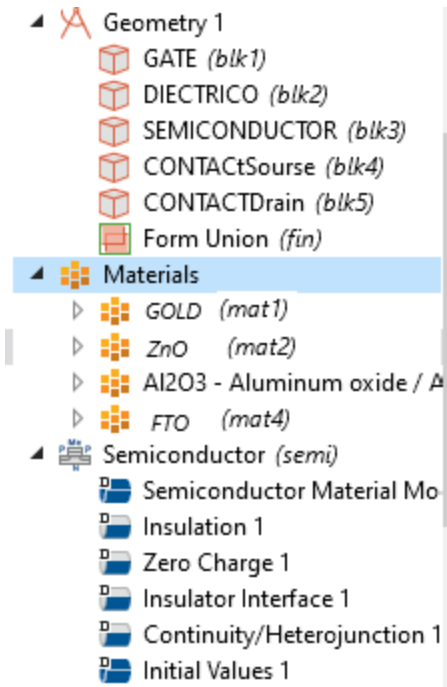 Geometry 1
GATE (blk1)
DIECTRICO (blk2)
SEMICONDUCTOR (blk3)
CONTACtSourse (blk4)
CONTACTDrain (blk5)
Form Union (fin)
Materials
GOLD (mat1)
ZnO (mat2)
Al2O3 - Aluminum oxide / A
FTO (mat4)
Semiconductor (semi)
Semiconductor Material Mo
Insulation 1
Zero Charge 1
Insulator Interface 1
Continuity/Heterojunction 1
Initial Values 1